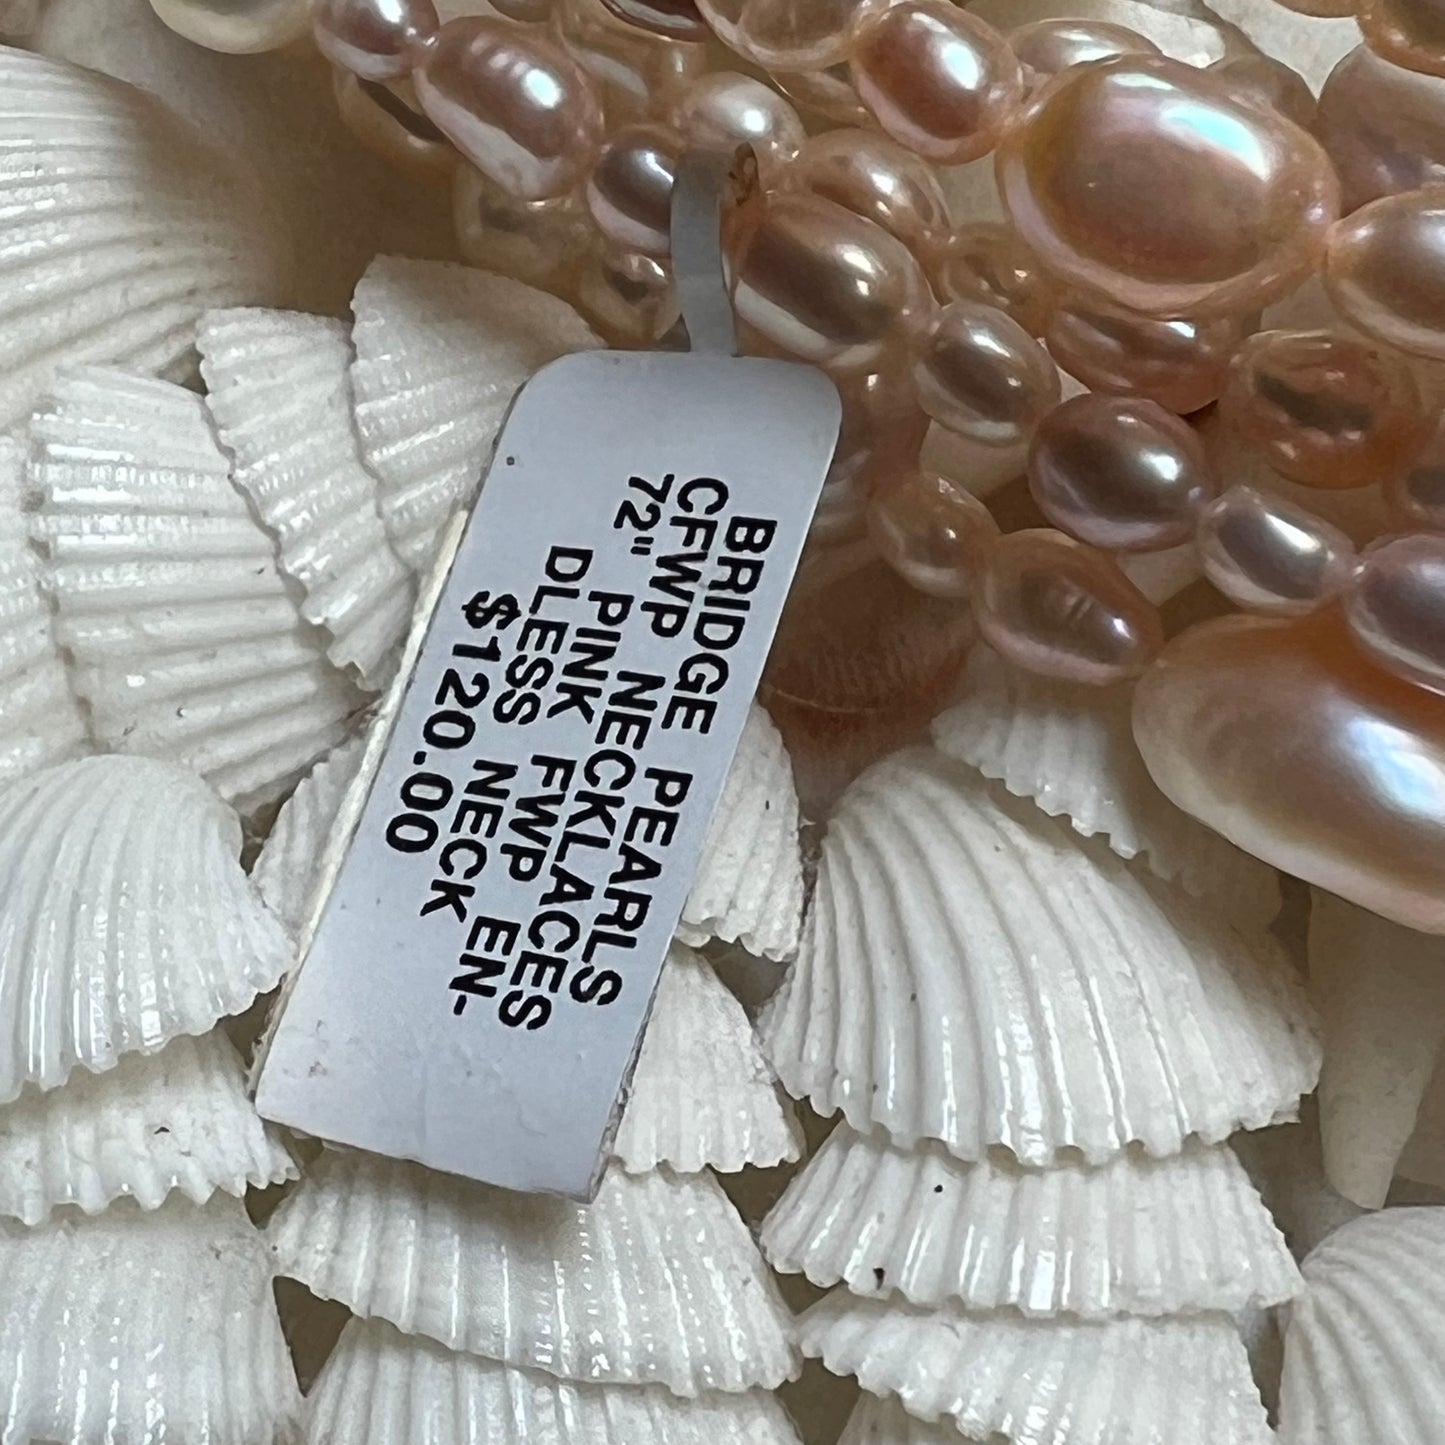 BRIDGE PEARLS
CFWP NECKLACES
72" PINK FWP EN-
DLESS NECK
$120.00